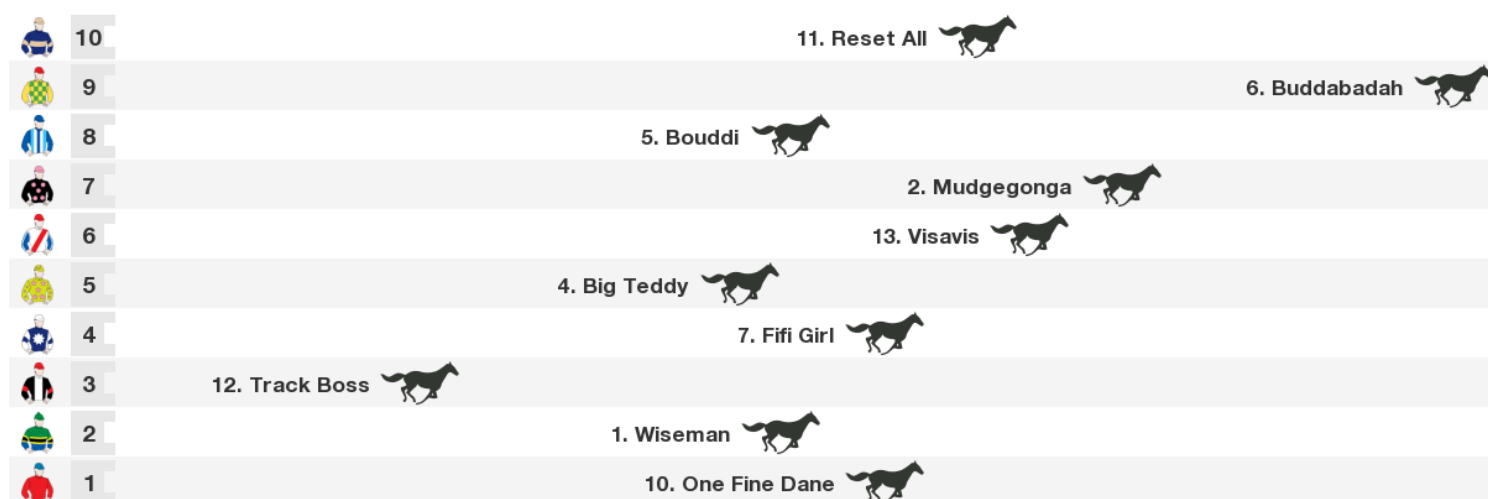 10 11. Reset All
9 6. Buddabadah
8 5. Bouddi
7 2. Mudgegonga
6 13. Visavis
5 4. Big Teddy
4 7. Fifi Girl
3 12. Track Boss
2 1. Wiseman
1 10. One Fine Dane